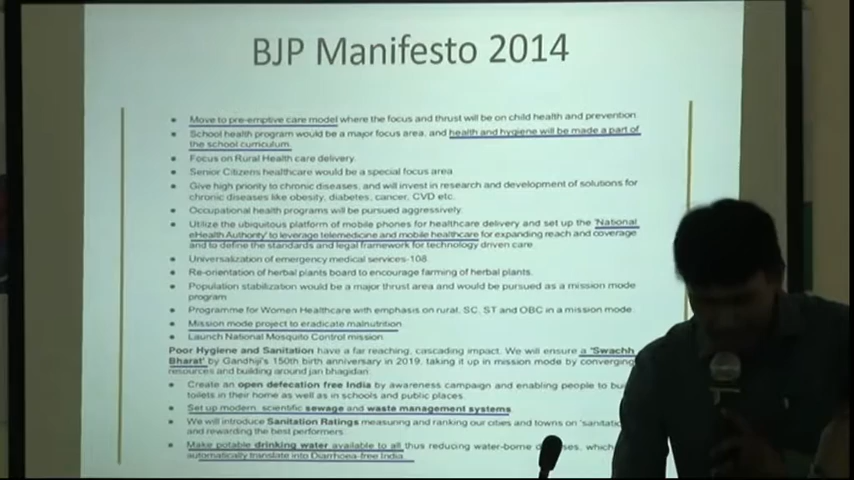 BJP Manifesto 2014
Move to pre-emptive care model where the focus and thrust will be on child health and prevention.
School health program would be a major focus area, and health and hygiene will be made a part of
the school curriculum.
Focus on Rural Health care delivery.
Senior Citizens healthcare would be a special focus area
Give high priority to chronic diseases, and will invest in research and development of solutions for
chronic diseases like obesity, diabetes, cancer, CVD etc.
Occupational health programs will be pursued aggressively.
Utilize the ubiquitous platform of mobile phones for healthcare delivery and set up the 'National
eHealth Authority' to leverage telemedicine and mobile healthcare for expanding reach and coverage
and to define the standards and legal framework for technology driven care
Universalization of emergency medical services-108.
Re-orientation of herbal plants board to encourage farming of herbal plants.
Population stabilization would be a major thrust area and would be pursued as a mission mode
program
Programme for Women Healthcare with emphasis on rural, SC, ST and OBC in a mission mode
Mission mode project to eradicate malnutrition
Launch National Mosquito Control mission.
Poor Hygiene and Sanitation have a far reaching, cascading impact. We will ensure a 'Swachh
Bharat' by Gandhiji's 150th birth anniversary in 2019, taking it up in mission mode by converging
resources and building around jan bhagidari:
Create an open defecation free India by awareness campaign and enabling people to
toilets in their home as well as in schools and public places.
Set up modern, scientific sewage and waste management systems.
We will introduce Sanitation Ratings measuring and ranking our cities and towns on
and rewarding the best performers.
Make potable drinking water available to all thus reducing water-borne which
automatically translate into Diarrhoea-free India.